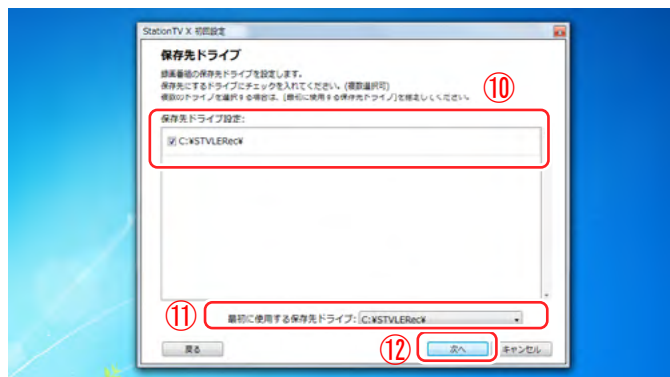 StationTV X 初回設定
保存先ドライブ
録画番組の保存先ドライブを設定します。
保存先にするドライブにチェックを入れてください。(複数選択可)
複数のドライブを選択する場合は、[最初に使用する保存先ドライブ]を指定してください。
⑩
保存先ドライブ設定:
C:¥STVLERec¥
⑪
最初に使用する保存先ドライブ: C:¥STVLERec¥
戻る
⑫
次へ
キャンセル